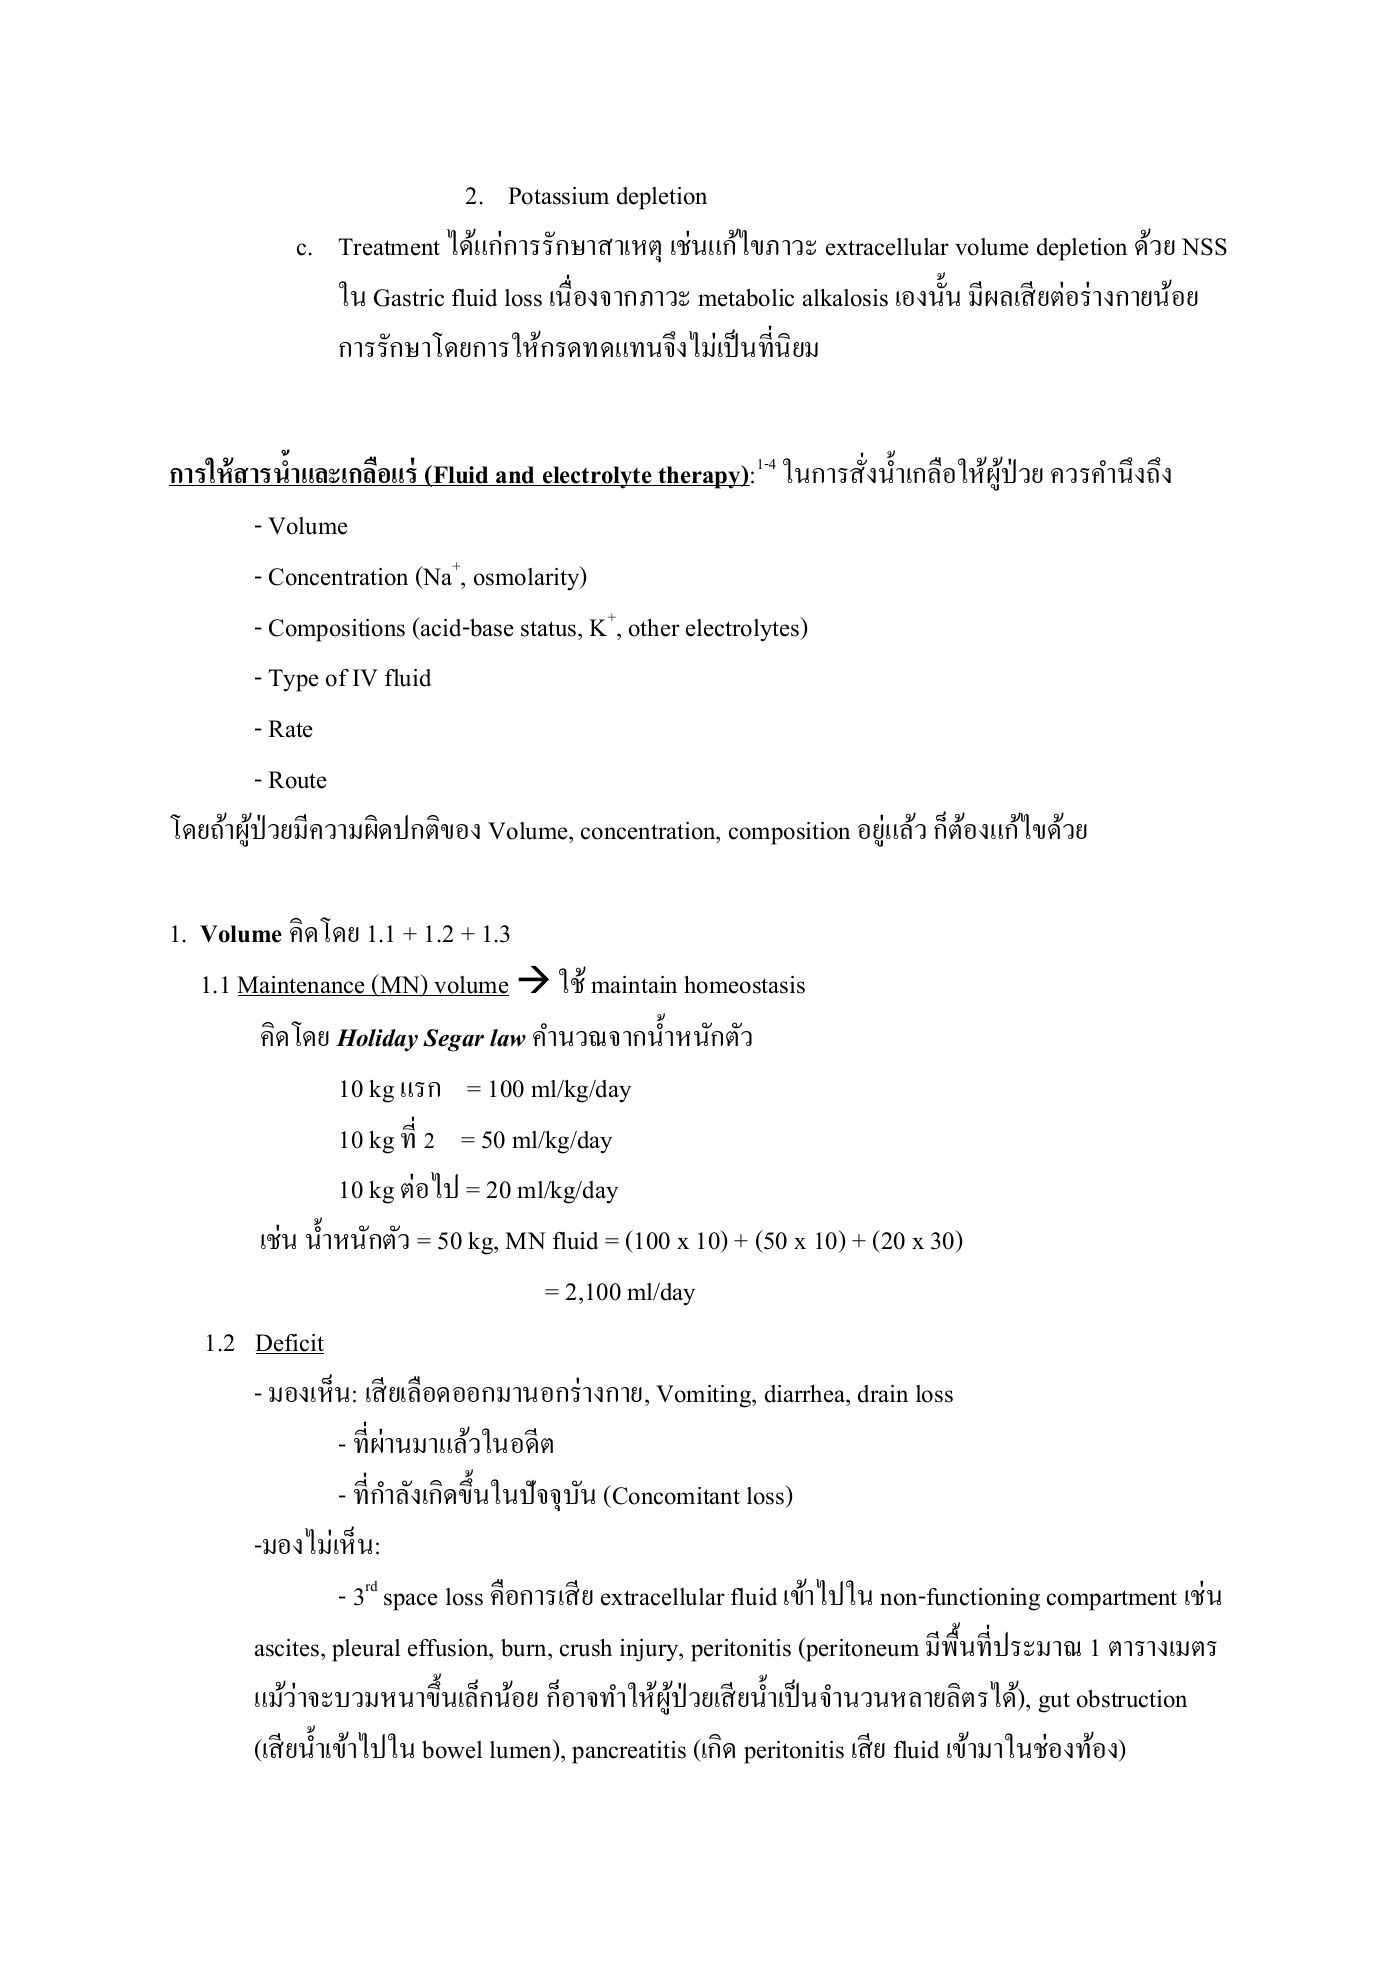 2. Potassium depletion
c. Treatment ได้แก่การรักษาสาเหตุ เช่นแก้ไขภาวะ extracellular volume depletion ด้วย NSS
ใน Gastric fluid loss เนื่องจากภาวะ metabolic alkalosis เองนั้น มีผลเสียต่อร่างกายน้อย
การรักษาโดยการให้กรดทดแทนจึงไม่เป็นที่นิยม
การให้สารน้ำและเกลือแร่ (Fluid and electrolyte therapy):1-4 ในการสั่งน้ำเกลือให้ผู้ป่วย ควรคำนึงถึง
- Volume
- Concentration (Na+, osmolarity)
- Compositions (acid-base status, K+, other electrolytes)
- Type of IV fluid
- Rate
- Route
โดยถ้าผู้ป่วยมีความผิดปกติของ Volume, concentration, composition อยู่แล้ว ก็ต้องแก้ไขด้วย
1. Volume คิดโดย 1.1 + 1.2 + 1.3
1.1 Maintenance (MN) volume → ใช้ maintain homeostasis
คิดโดย Holiday Segar law คำนวณจากน้ำหนักตัว
10 kg แรก = 100 ml/kg/day
10 kg ที่ 2 = 50 ml/kg/day
10 kg ต่อไป = 20 ml/kg/day
เช่น น้ำหนักตัว = 50 kg, MN fluid = (100 x 10) + (50 x 10) + (20 x 30)
= 2,100 ml/day
1.2 Deficit
- มองเห็น: เสียเลือดออกมานอกร่างกาย, Vomiting, diarrhea, drain loss
- ที่ผ่านมาแล้วในอดีต
- ที่กำลังเกิดขึ้นในปัจจุบัน (Concomitant loss)
-มองไม่เห็น:
- 3rd space loss คือการเสีย extracellular fluid เข้าไปใน non-functioning compartment เช่น
ascites, pleural effusion, burn, crush injury, peritonitis (peritoneum มีพื้นที่ประมาณ 1 ตารางเมตร
แม้ว่าจะบวมหนาขึ้นเล็กน้อย ก็อาจทำให้ผู้ป่วยเสียน้ำเป็นจำนวนหลายลิตรได้), gut obstruction
(เสียน้ำเข้าไปใน bowel lumen), pancreatitis (เกิด peritonitis เสีย fluid เข้ามาในช่องท้อง)